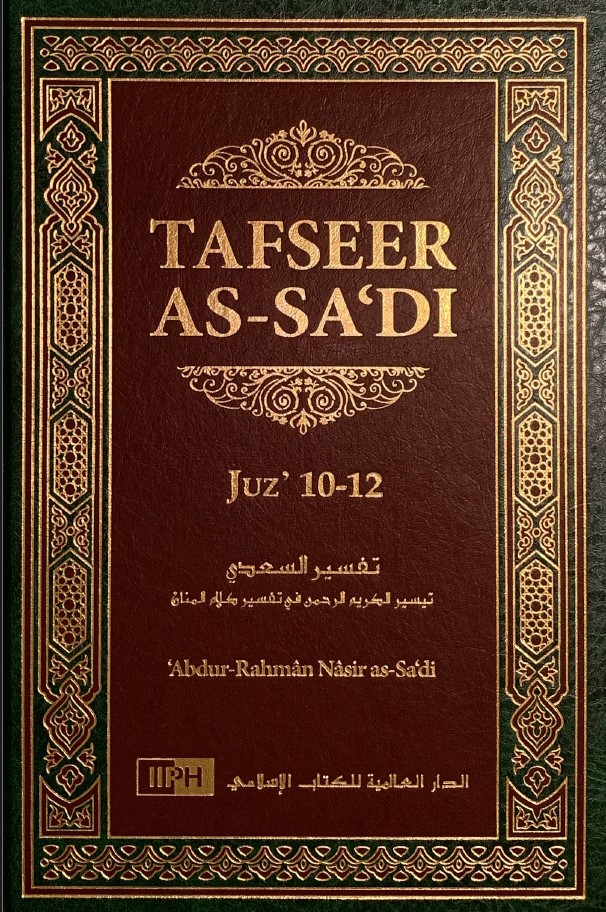 TAFSEER
AS-SA‘DI
JUZ’ 10-12
تفسير السعدي
تيسير الكريم الرحمن في تفسير كلام المنان
‘Abdur-Rahmân Nâsir as-Sa‘di
IIPH الدار العالمية للكتاب الإسلامي